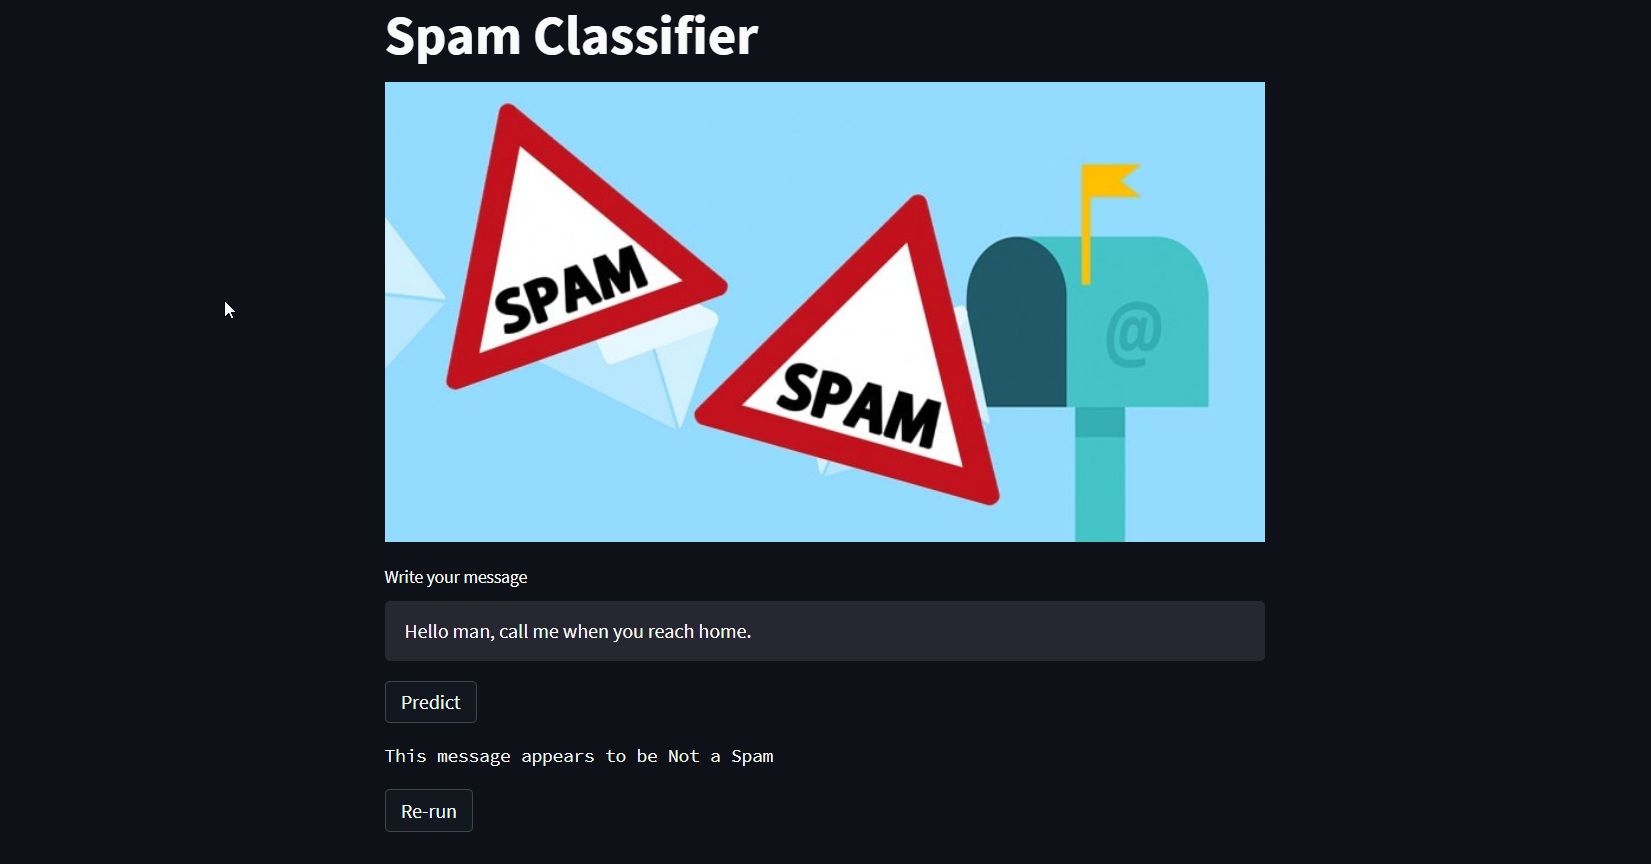 Spam Classifier
SPAM
SPAM
@
Write your message
Hello man, call me when you reach home.
Predict
This message appears to be Not a Spam
Re-run